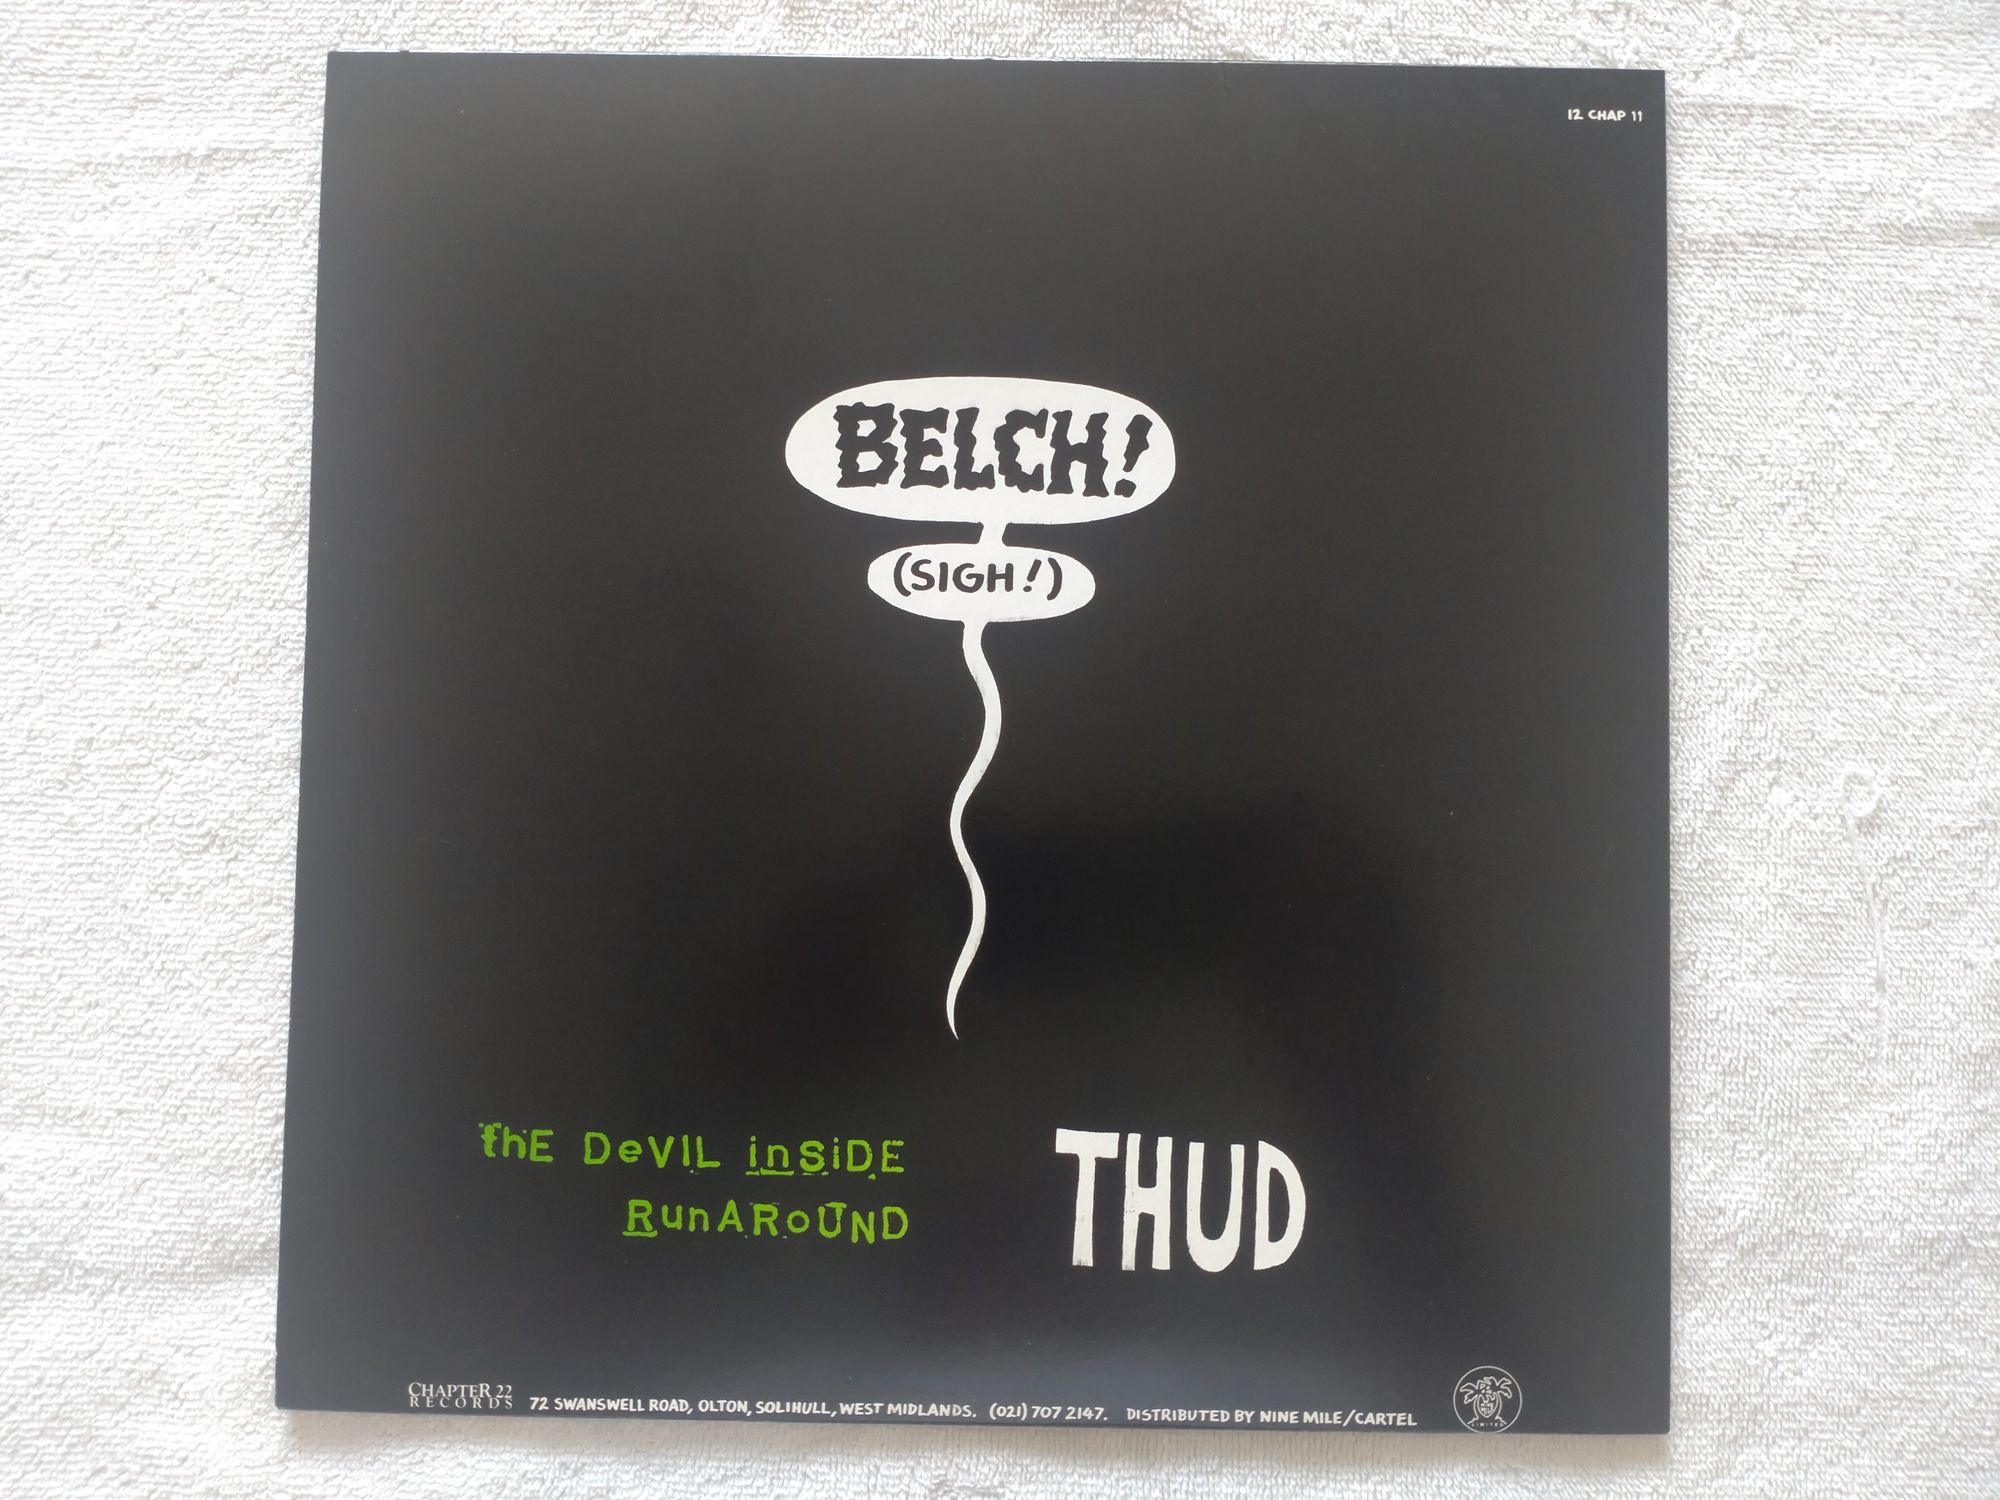 12 CHAP 11
BELCH!
(SIGH!)
thE DeVIL inSiDE
RunARoUND
THUD
CHAPTER 22
RECORDS
72 SWANSWELL ROAD, OLTON, SOLIHULL, WEST MIDLANDS. (021) 707 2147. DISTRIBUTED BY NINE MILE/CARTEL
LIMITED